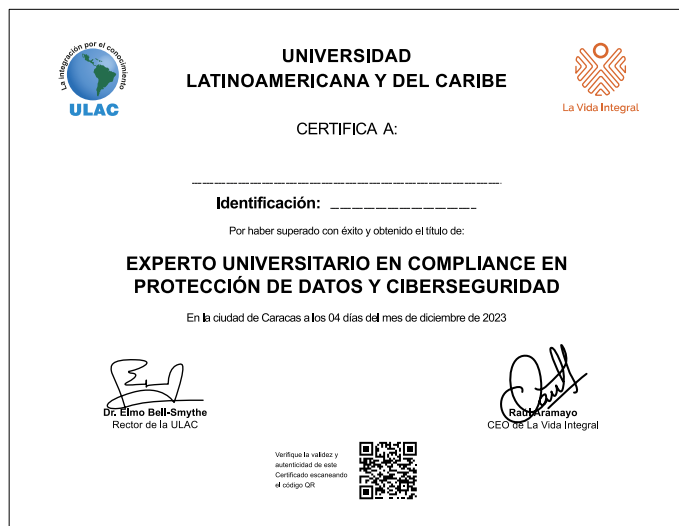 La integración por el conocimiento
ULAC
UNIVERSIDAD
LATINOAMERICANA Y DEL CARIBE
La Vida Integral
CERTIFICA A:
Identificación:
Por haber superado con éxito y obtenido el título de:
EXPERTO UNIVERSITARIO EN COMPLIANCE EN
PROTECCIÓN DE DATOS Y CIBERSEGURIDAD
En la ciudad de Caracas a los 04 días del mes de diciembre de 2023
Dr. Elmo Bell-Smythe
Rector de la ULAC
Raúl Aramayo
CEO de La Vida Integral
Verifique la validez y
autenticidad de este
Certificado escaneando
el código QR